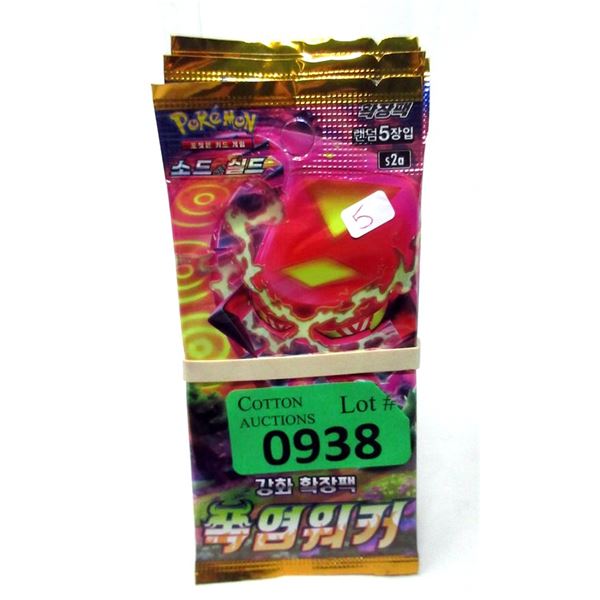 POKéMON
포켓몬 카드 게임
소드&실드
확장팩
랜덤5장입
s2a
5
COTTON AUCTIONS Lot #
0938
강화 확장팩
폭염워커